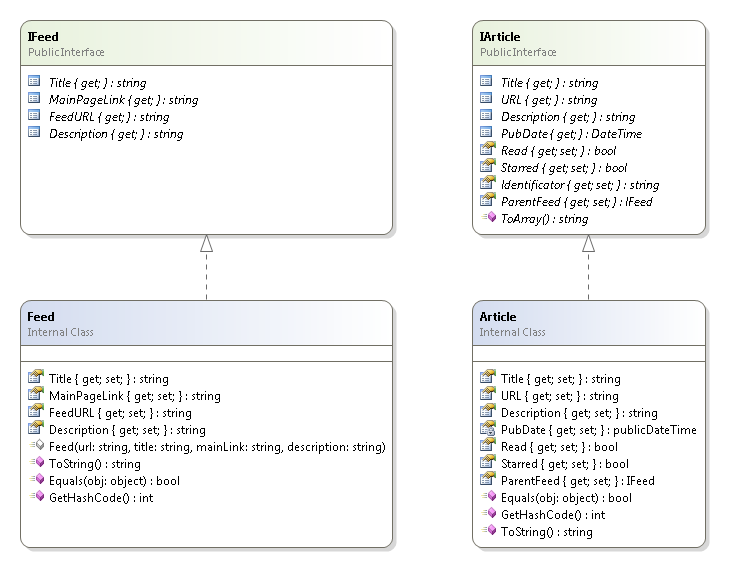 IFeed
PublicInterface
Title { get; } : string
MainPageLink { get; } : string
FeedURL { get; } : string
Description { get; } : string
IArticle
PublicInterface
Title { get; } : string
URL { get; } : string
Description { get; } : string
PubDate { get; } : DateTime
Read { get; set; } : bool
Starred { get; set; } : bool
Identificator { get; set; } : string
ParentFeed { get; set; } : IFeed
ToArray() : string
Feed
Internal Class
Title { get; set; } : string
MainPageLink { get; set; } : string
FeedURL { get; set; } : string
Description { get; set; } : string
Feed(url: string, title: string, mainLink: string, description: string)
ToString() : string
Equals(obj: object) : bool
GetHashCode() : int
Article
Internal Class
Title { get; set; } : string
URL { get; set; } : string
Description { get; set; } : string
PubDate { get; set; } : publicDateTime
Read { get; set; } : bool
Starred { get; set; } : bool
ParentFeed { get; set; } : IFeed
Equals(obj: object) : bool
GetHashCode() : int
ToString() : string